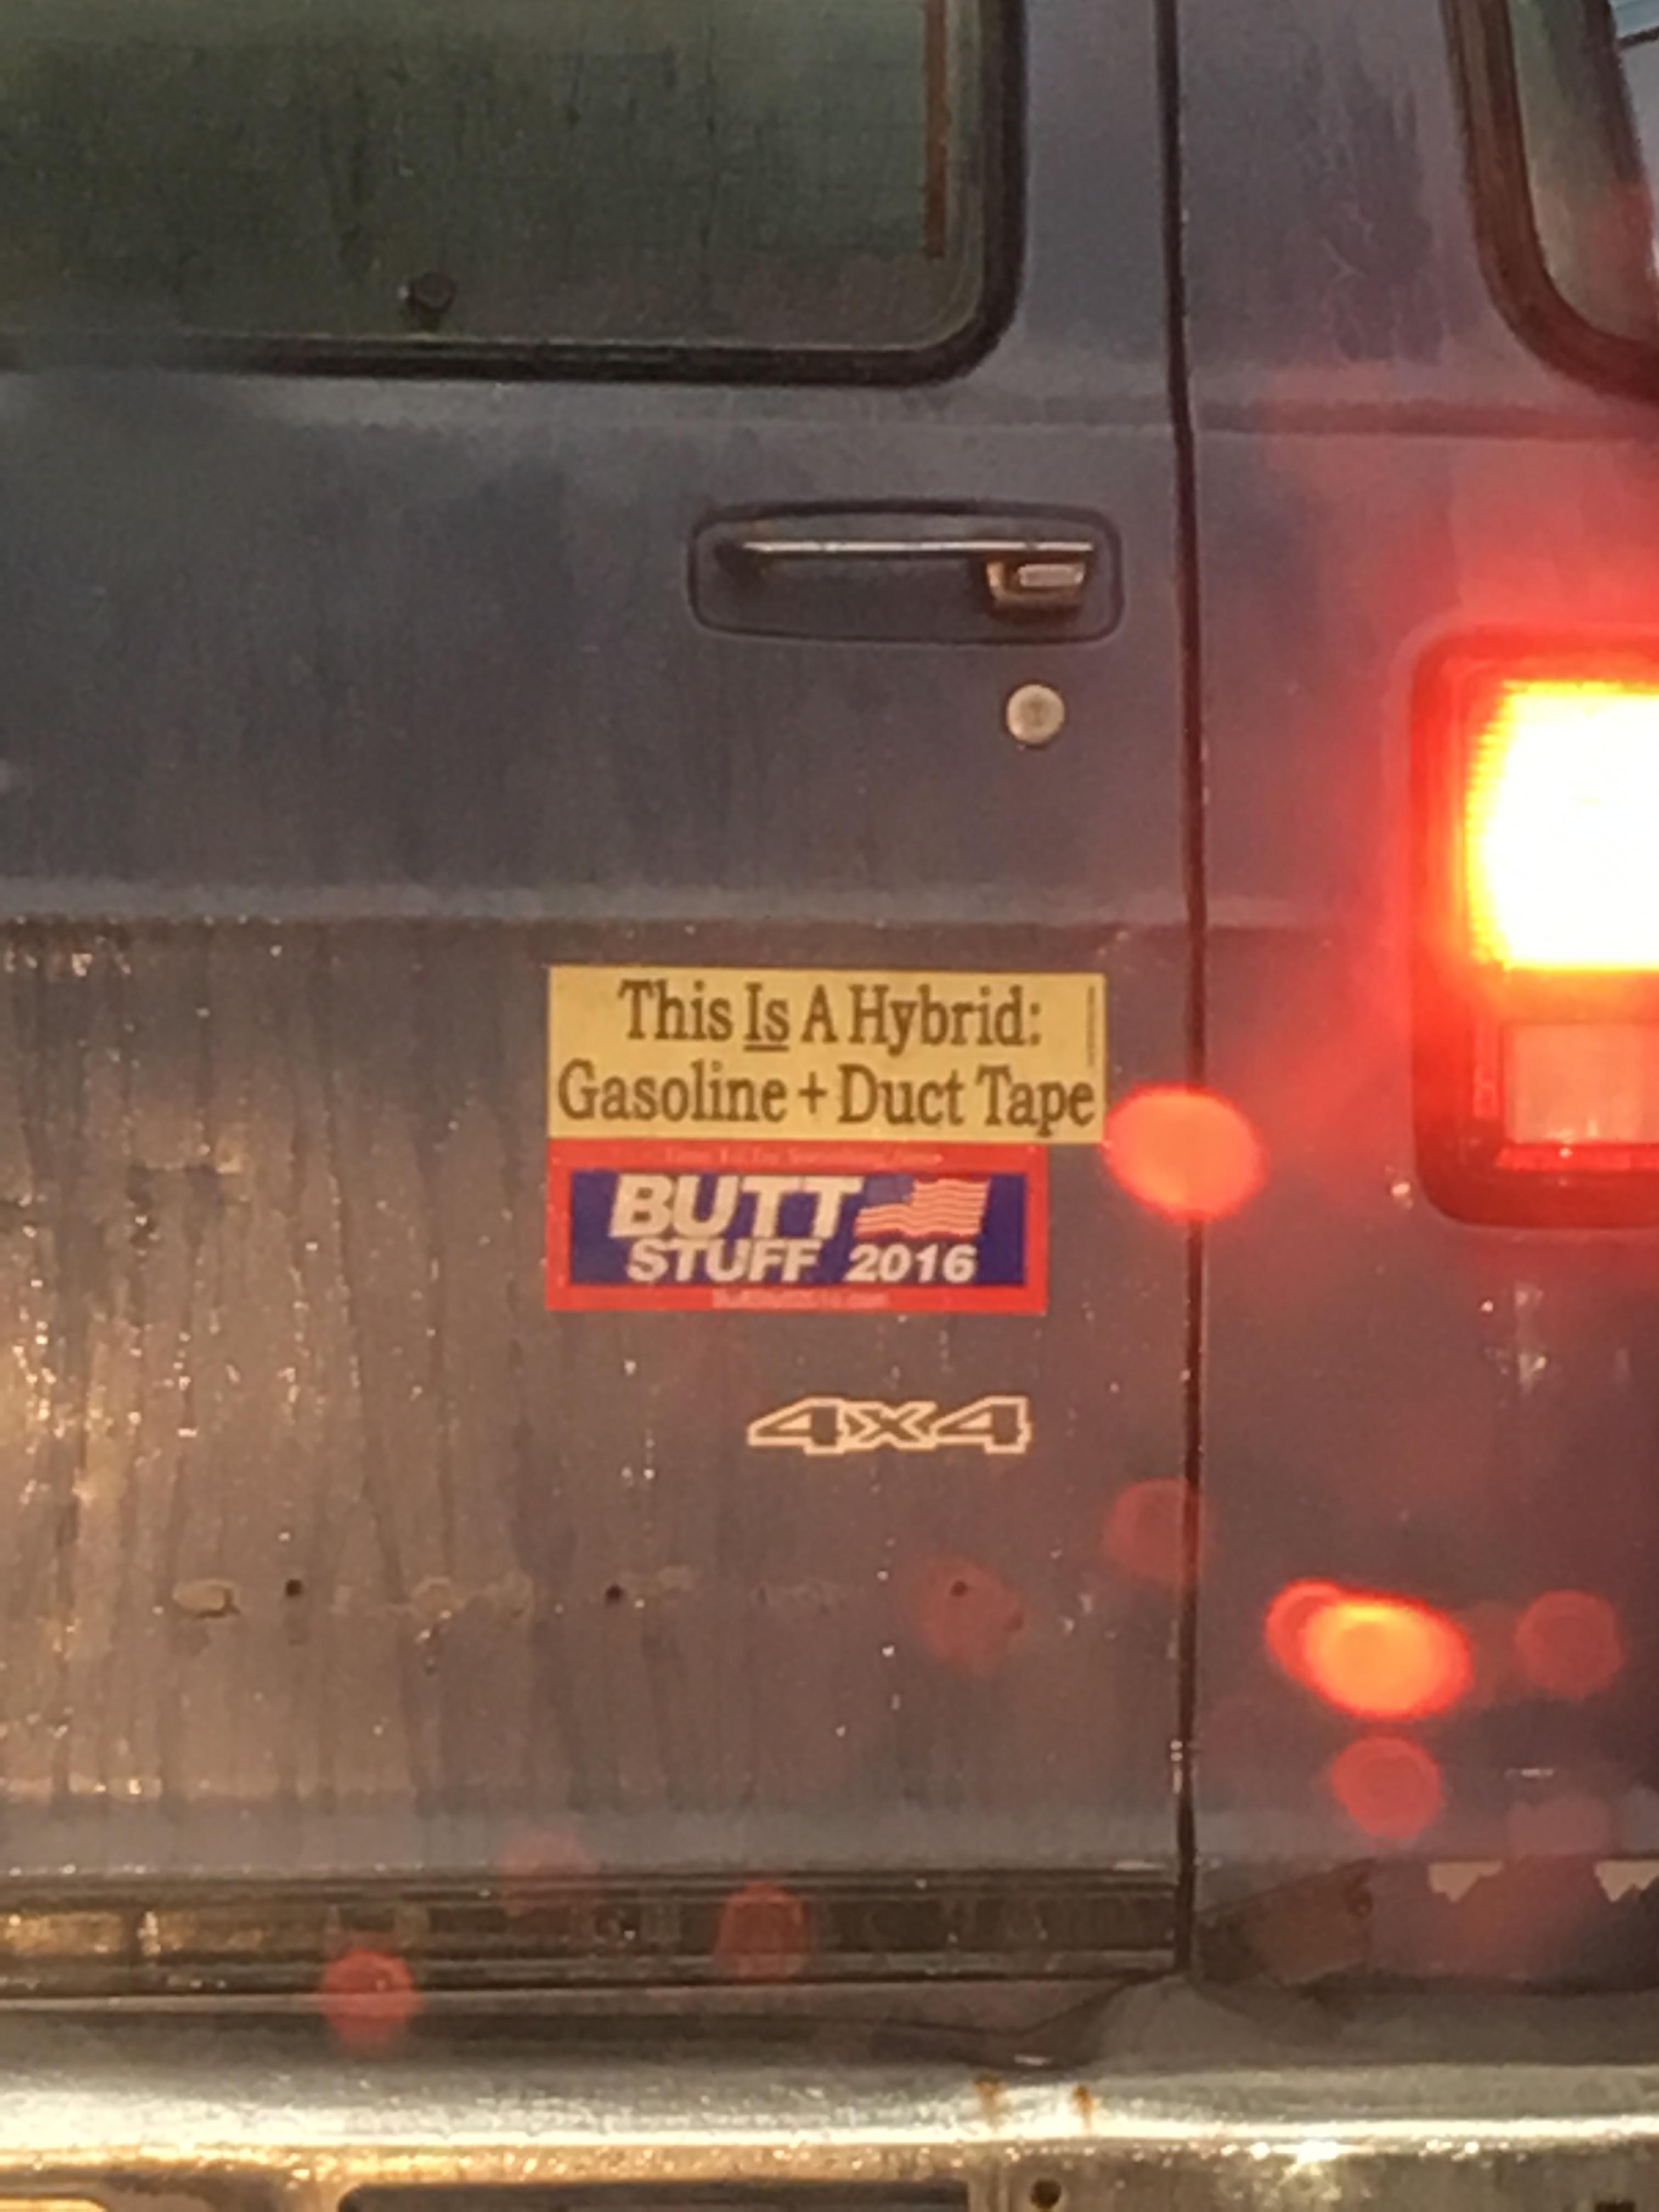 This Is A Hybrid:
Gasoline + Duct Tape
BUTT
STUFF 2016
4x4